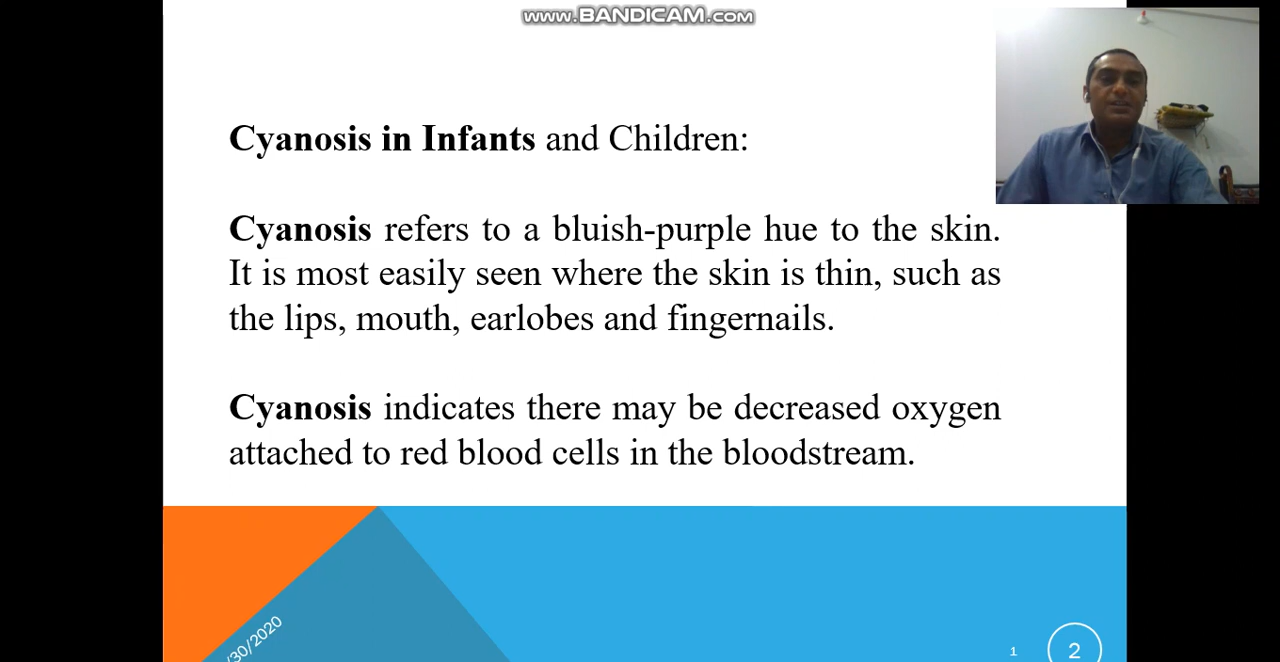 www.BANDICAM.com
Cyanosis in Infants and Children:
Cyanosis refers to a bluish-purple hue to the skin.
It is most easily seen where the skin is thin, such as
the lips, mouth, earlobes and fingernails.
Cyanosis indicates there may be decreased oxygen
attached to red blood cells in the bloodstream.
/30/2020
1
2